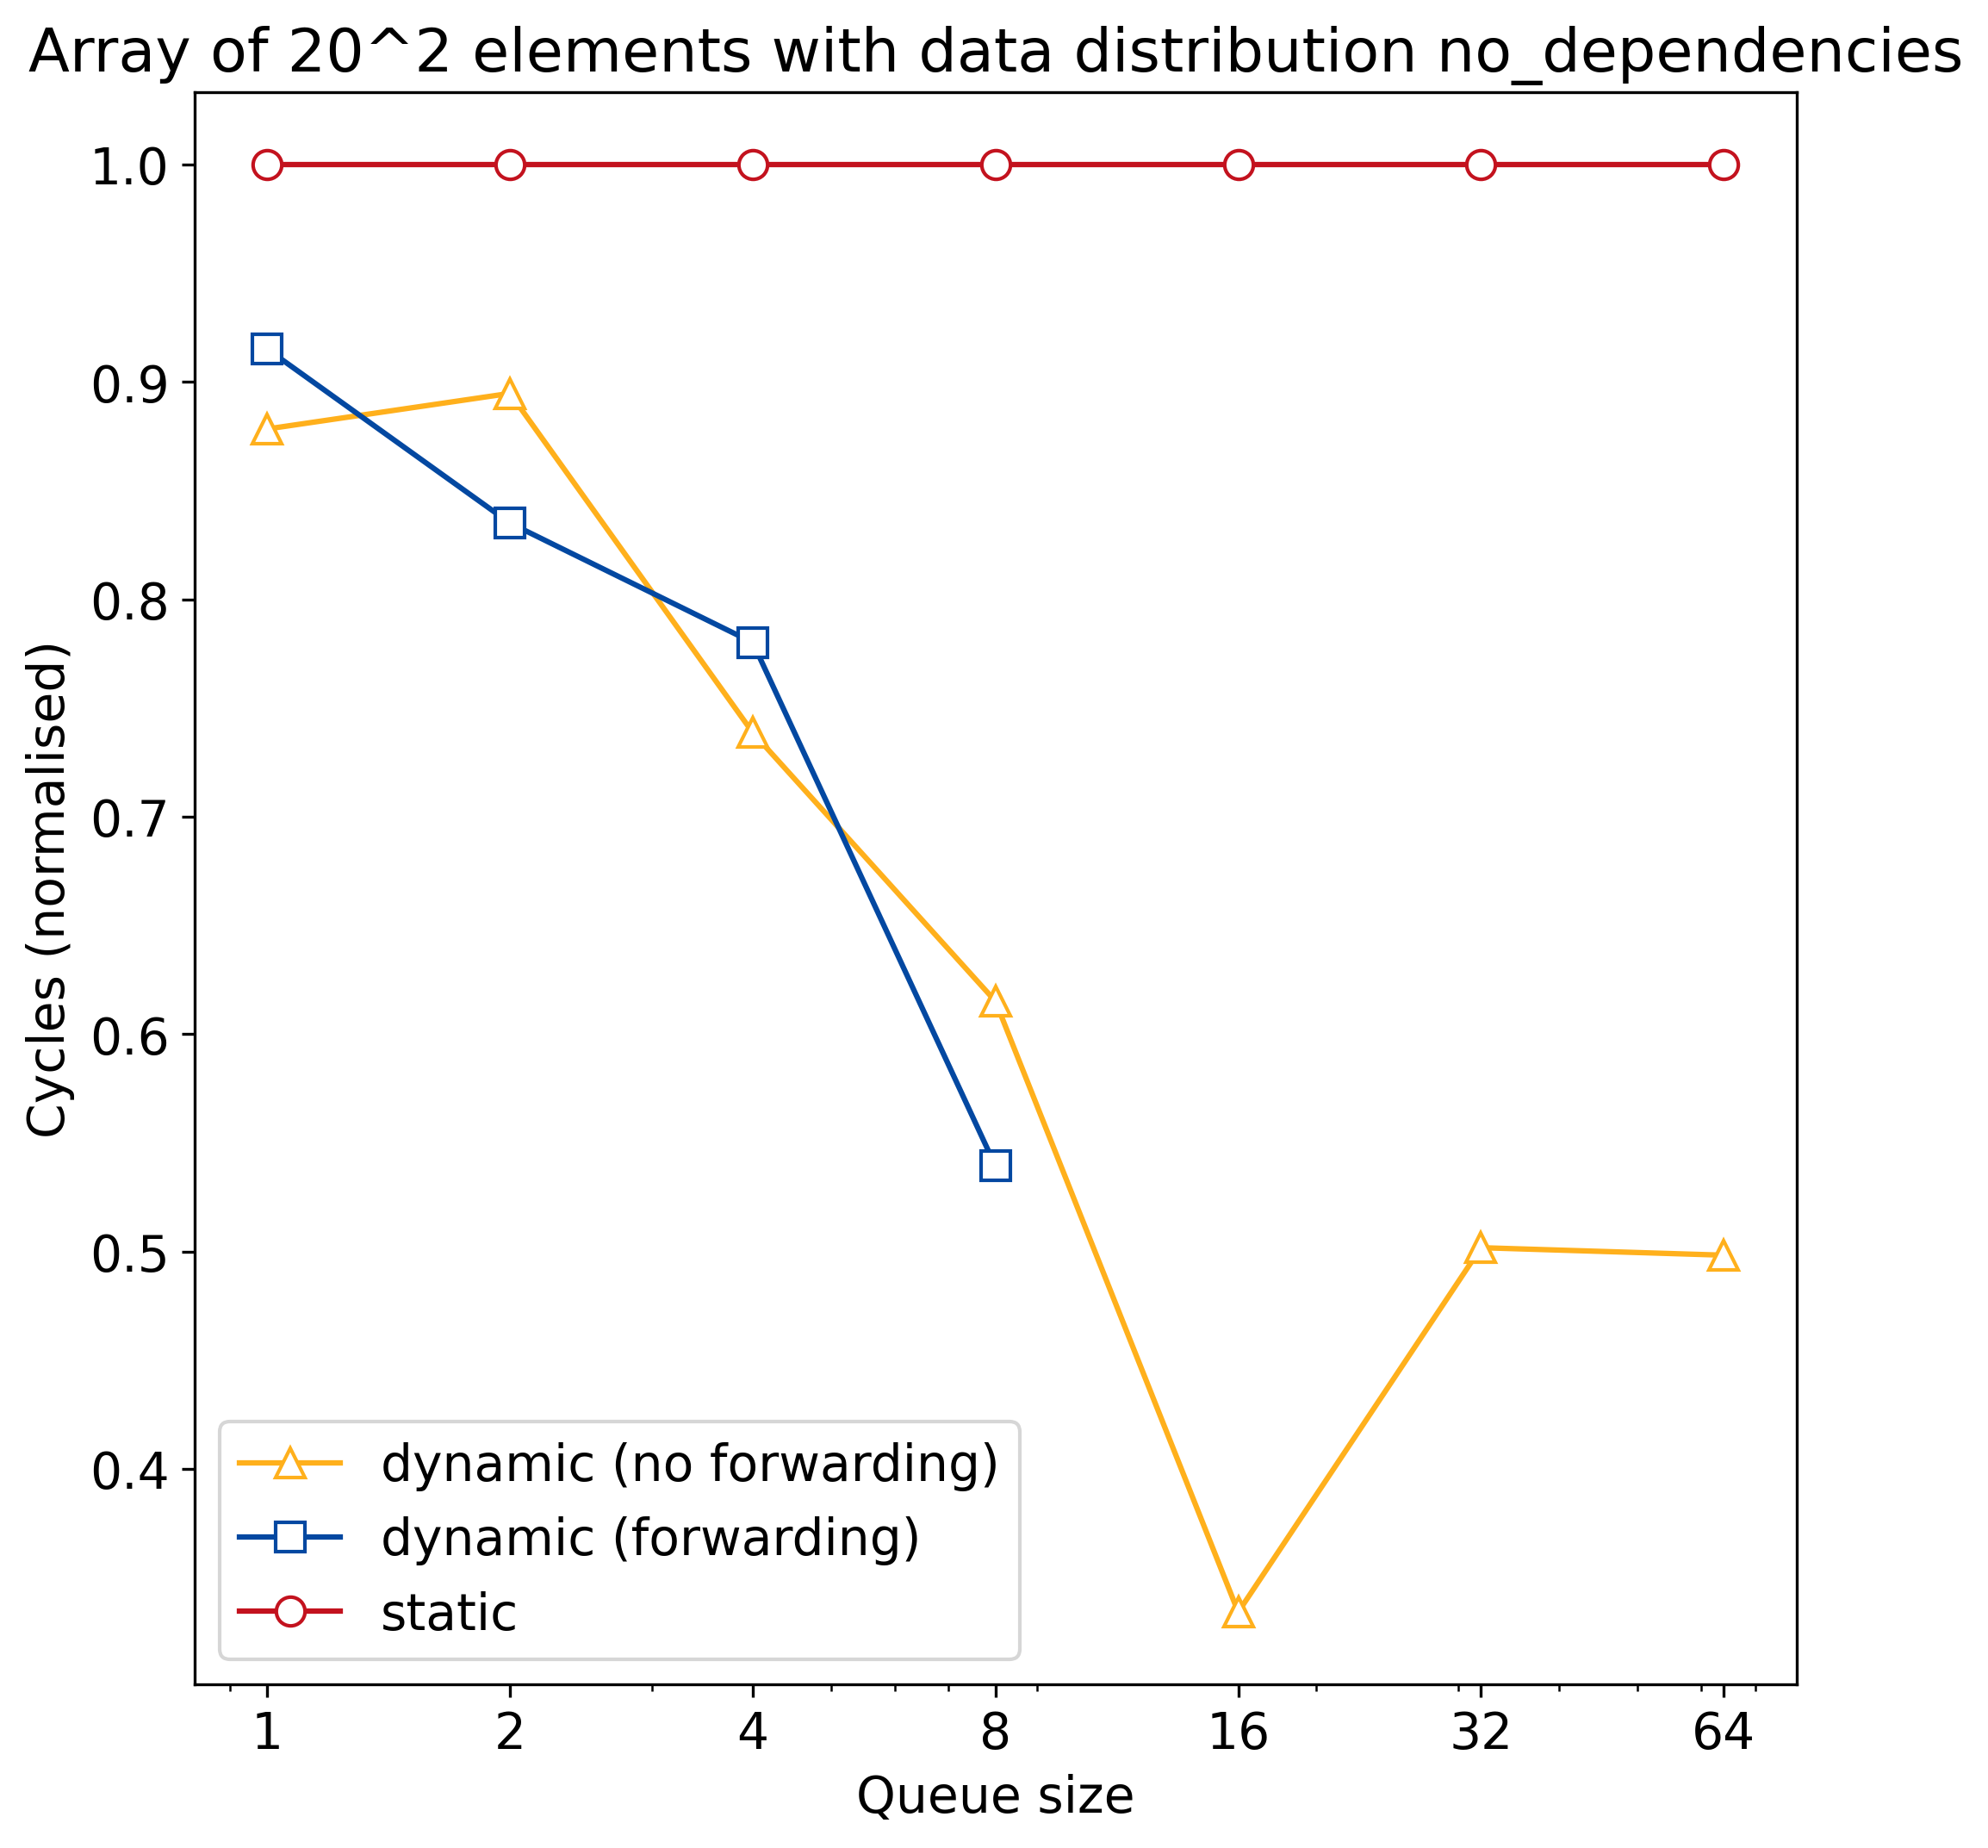 Array of 20^2 elements with data distribution no_dependencies
1.0
0.9
0.8
0.7
0.6
0.5
0.4
Cycles (normalised)
dynamic (no forwarding)
dynamic (forwarding)
static
1 2 4 8 16 32 64
Queue size